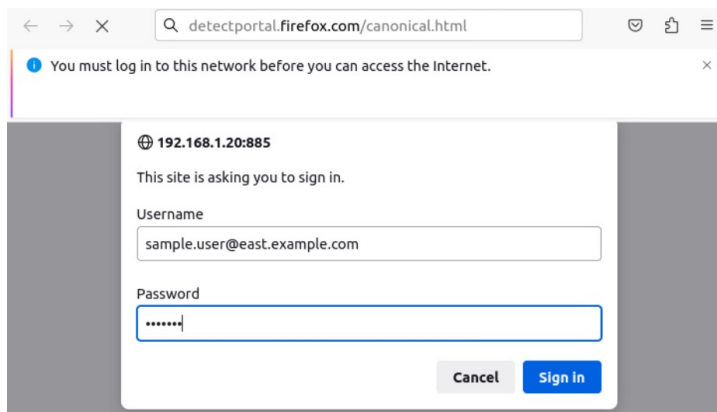 detectportal.firefox.com/canonical.html
You must log in to this network before you can access the Internet.
192.168.1.20:885
This site is asking you to sign in.
Username
sample.user@east.example.com
Password
•••••••
Cancel Sign in